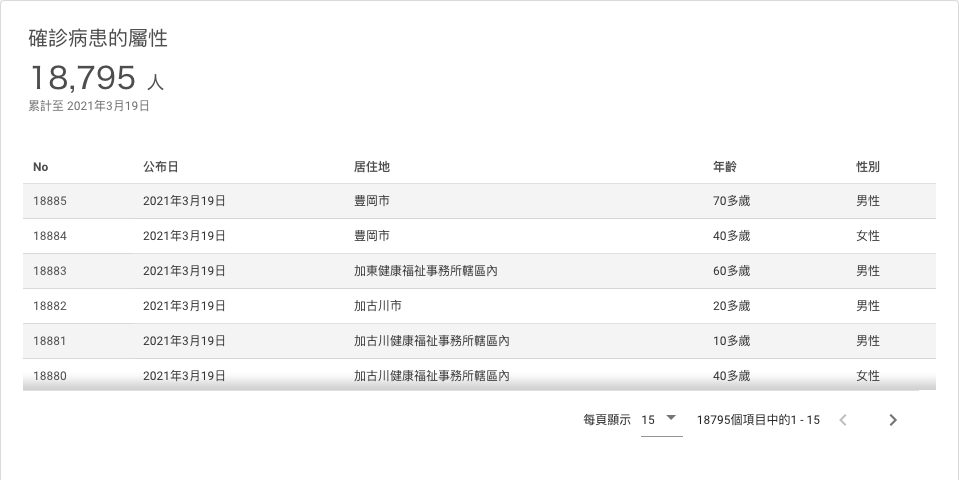 確診病患的屬性
18,795 人
累計至 2021年3月19日
No 公布日 居住地 年齡 性別
18885 2021年3月19日 豊岡市 70多歲 男性
18884 2021年3月19日 豊岡市 40多歲 女性
18883 2021年3月19日 加東健康福祉事務所轄區內 60多歲 男性
18882 2021年3月19日 加古川市 20多歲 男性
18881 2021年3月19日 加古川健康福祉事務所轄區內 10多歲 男性
18880 2021年3月19日 加古川健康福祉事務所轄區內 40多歲 女性
每頁顯示 15 18795個項目中的1 - 15